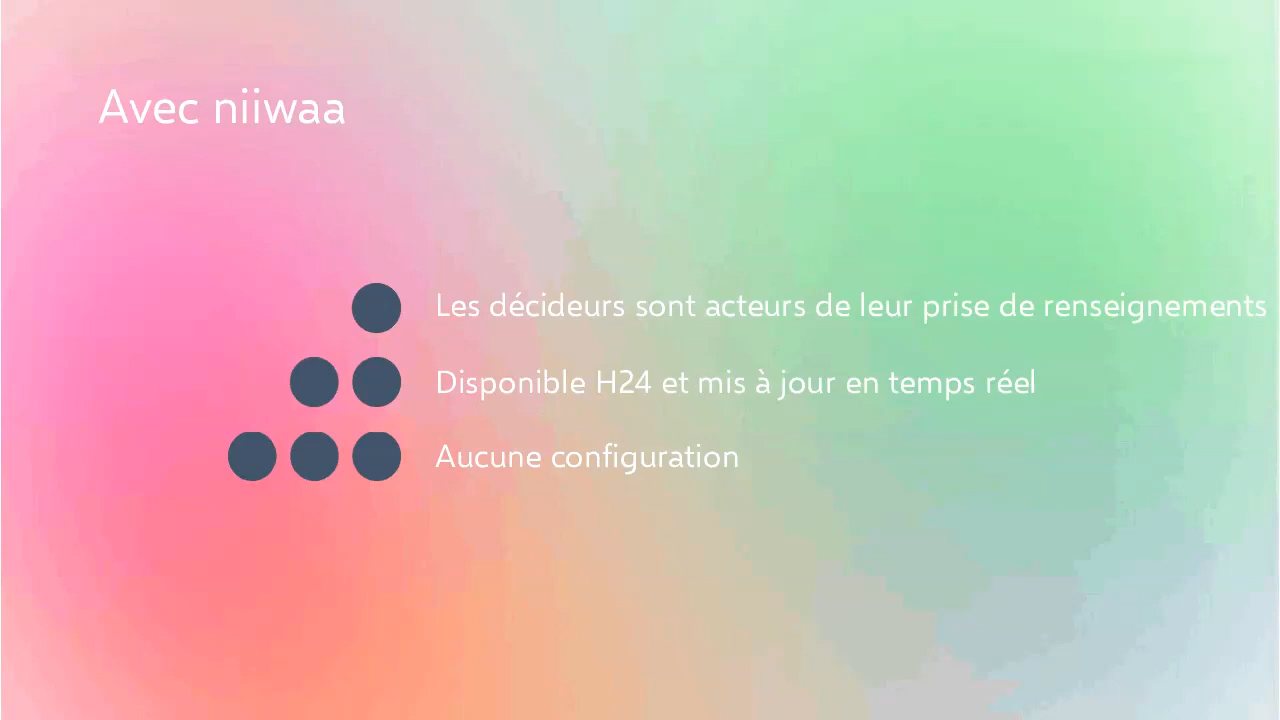 Avec niiwaa
Les décideurs sont acteurs de leur prise de renseignements
Disponible H24 et mis à jour en temps réel
Aucune configuration